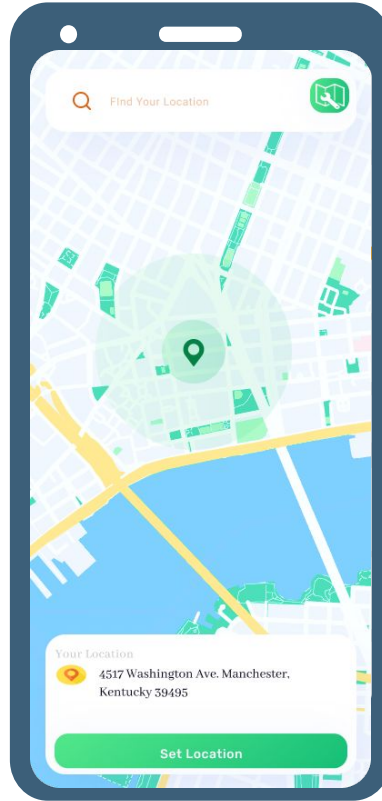 Find Your Location
Your Location
4517 Washington Ave. Manchester,
Kentucky 39495
Set Location